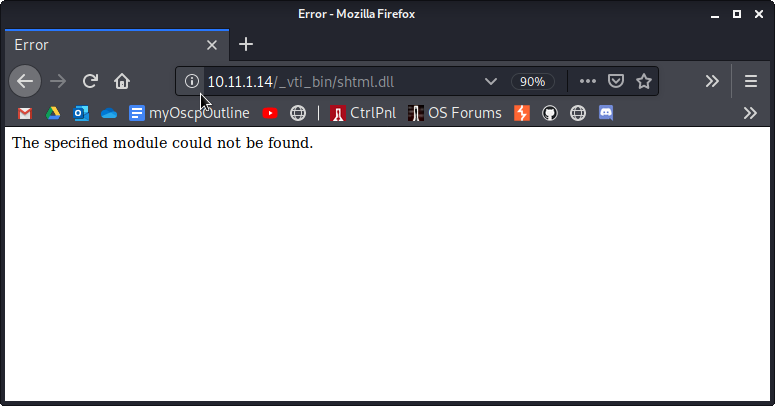 Error - Mozilla Firefox
Error
10.11.1.14/_vti_bin/shtml.dll 90%
myOscpOutline CtrlPnl OS Forums
The specified module could not be found.